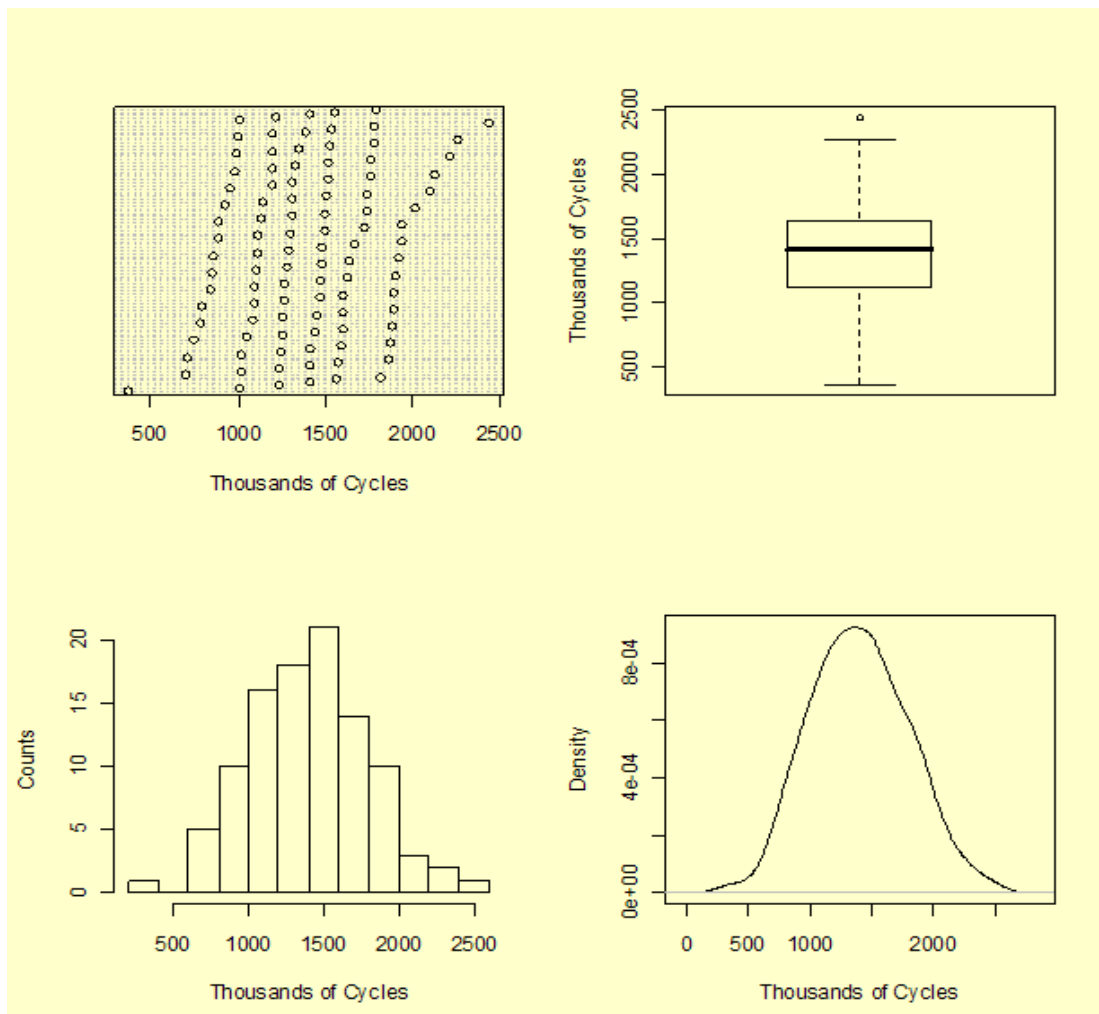 500 1000 1500 2000 2500
Thousands of Cycles
Thousands of Cycles
2500
2000
1500
1000
500
Counts
20
15
10
5
0
500 1000 1500 2000 2500
Thousands of Cycles
Density
8e-04
4e-04
0e+00
0 500 1000 2000
Thousands of Cycles